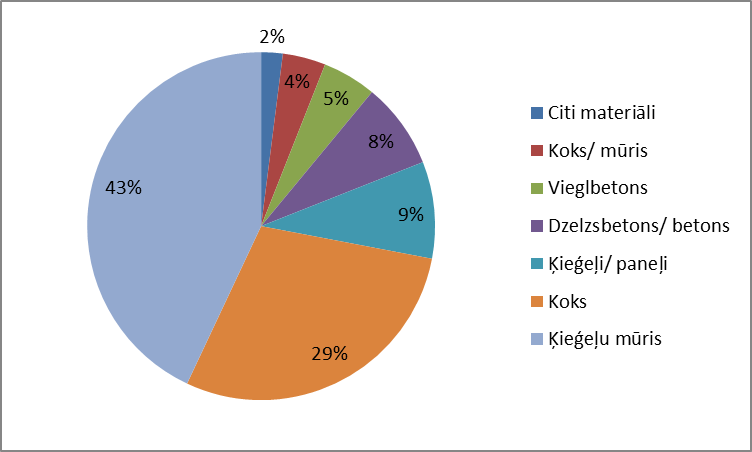 2%
4%
5%
8%
9%
29%
43%
Citi materiāli
Koks/ mūris
Vieglbetons
Dzelzsbetons/ betons
Ķieģeļi/ paneļi
Koks
Ķieģeļu mūris